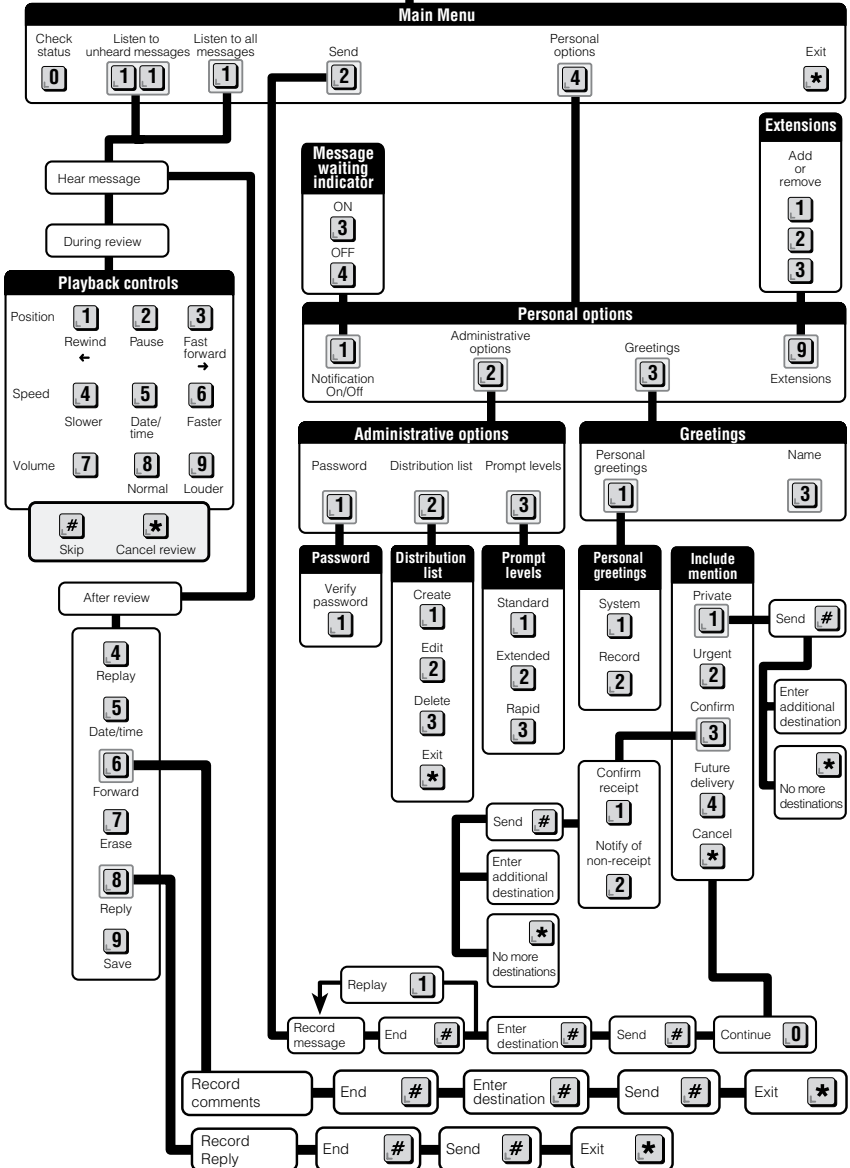 Main Menu
Check
status
0
Listen to
unheard messages
1 1
Listen to all
messages
1
Send
2
Personal
options
4
Exit
*
Hear message
During review
Playback controls
Position
1
Rewind
←
2
Pause
3
Fast
forward
→
Speed
4
Slower
5
Date/
time
6
Faster
Volume
7
8
Normal
9
Louder
#
Skip
*
Cancel review
After review
4
Replay
5
Date/time
6
Forward
7
Erase
8
Reply
9
Save
Message
waiting
indicator
ON
3
OFF
4
Extensions
Add
or
remove
1
2
3
Personal options
1
Notification
On/Off
Administrative
options
2
Greetings
3
9
Extensions
Administrative options
Password
1
Distribution list
2
Prompt levels
3
Greetings
Personal
greetings
1
Name
3
Password
Verify
password
1
Distribution
list
Create
1
Edit
2
Delete
3
Exit
*
Prompt
levels
Standard
1
Extended
2
Rapid
3
Personal
greetings
System
1
Record
2
Include
mention
Private
1
Urgent
2
Confirm
3
Future
delivery
4
Cancel
*
Send #
Enter
additional
destination
*
No more
destinations
Confirm
receipt
1
Notify of
non-receipt
2
Send #
Enter
additional
destination
*
No more
destinations
Replay 1
Record
message
End #
Enter
destination #
Send #
Continue 0
Record
comments
End #
Enter
destination #
Send #
Exit *
Record
Reply
End #
Send #
Exit *